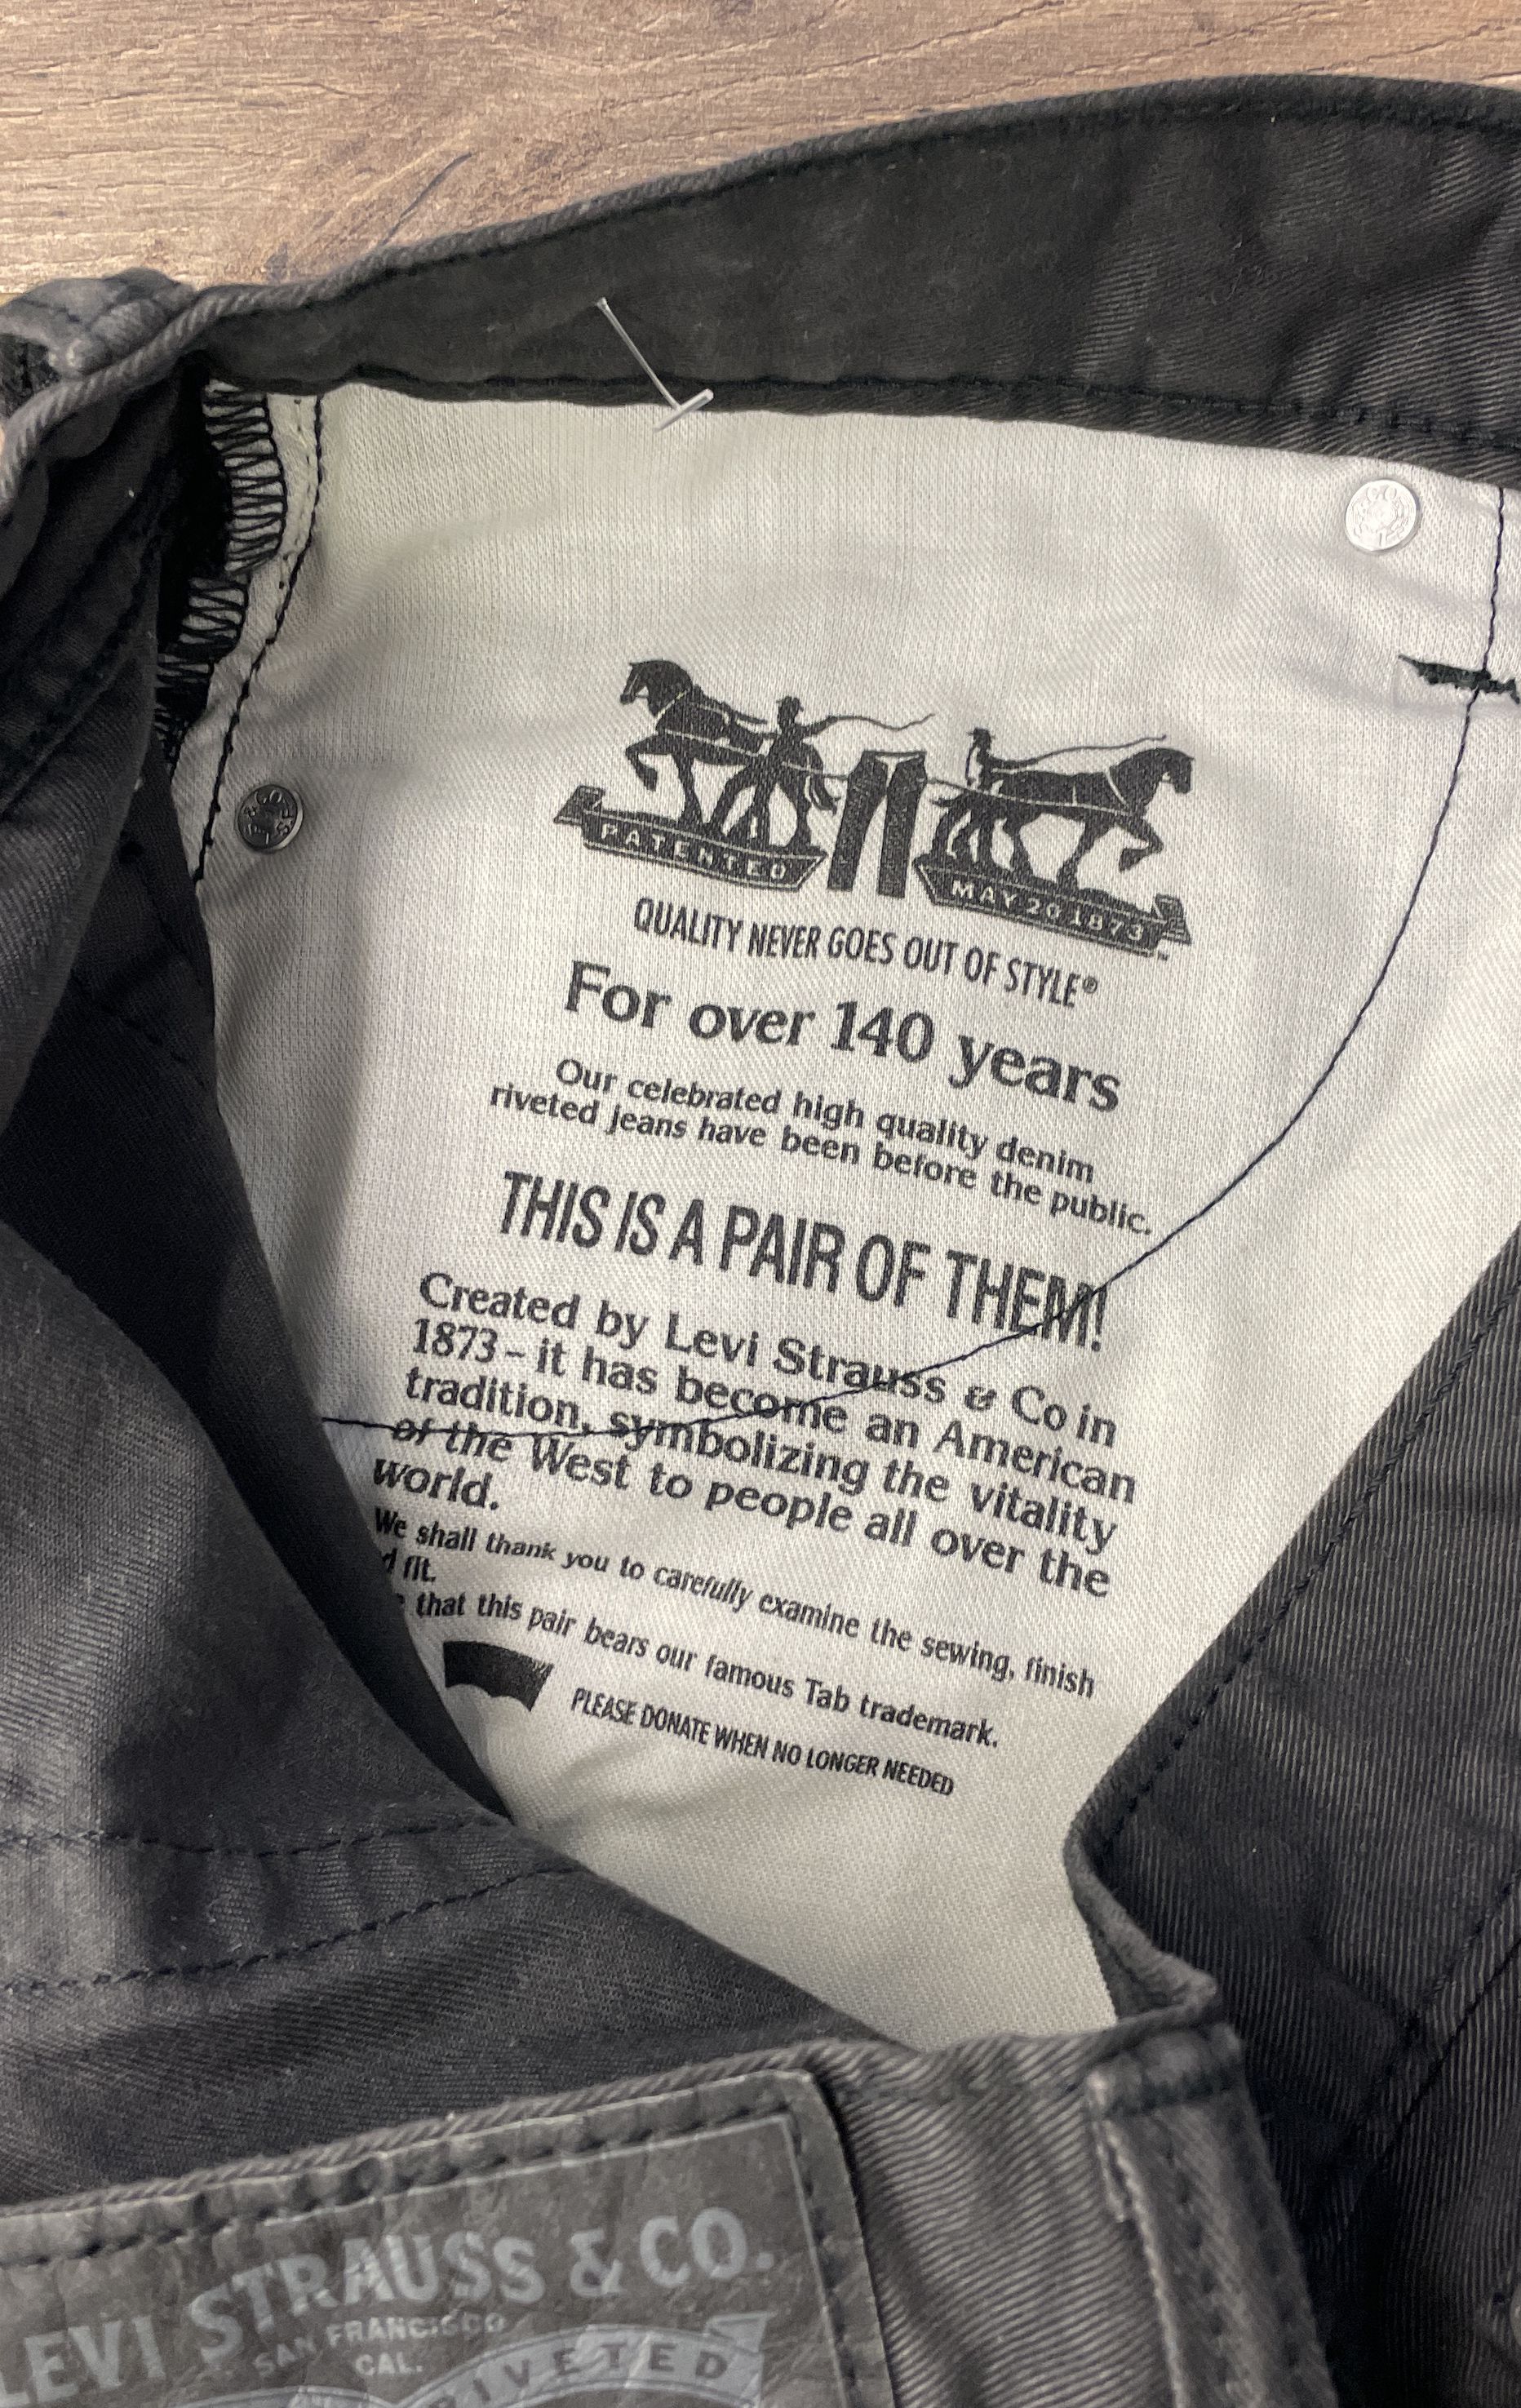 PATENTED
MAY 20 1873™
QUALITY NEVER GOES OUT OF STYLE®
For over 140 years
Our celebrated high quality denim
riveted jeans have been before the public.
THIS IS A PAIR OF THEM!
Created by Levi Strauss & Co in
1873 – it has become an American
tradition, symbolizing the vitality
of the West to people all over the
world.
We shall thank you to carefully examine the sewing, finish
d fit.
that this pair bears our famous Tab trademark.
PLEASE DONATE WHEN NO LONGER NEEDED
LEVI STRAUSS & CO.
SAN FRANCISCO
CAL.
IVETED